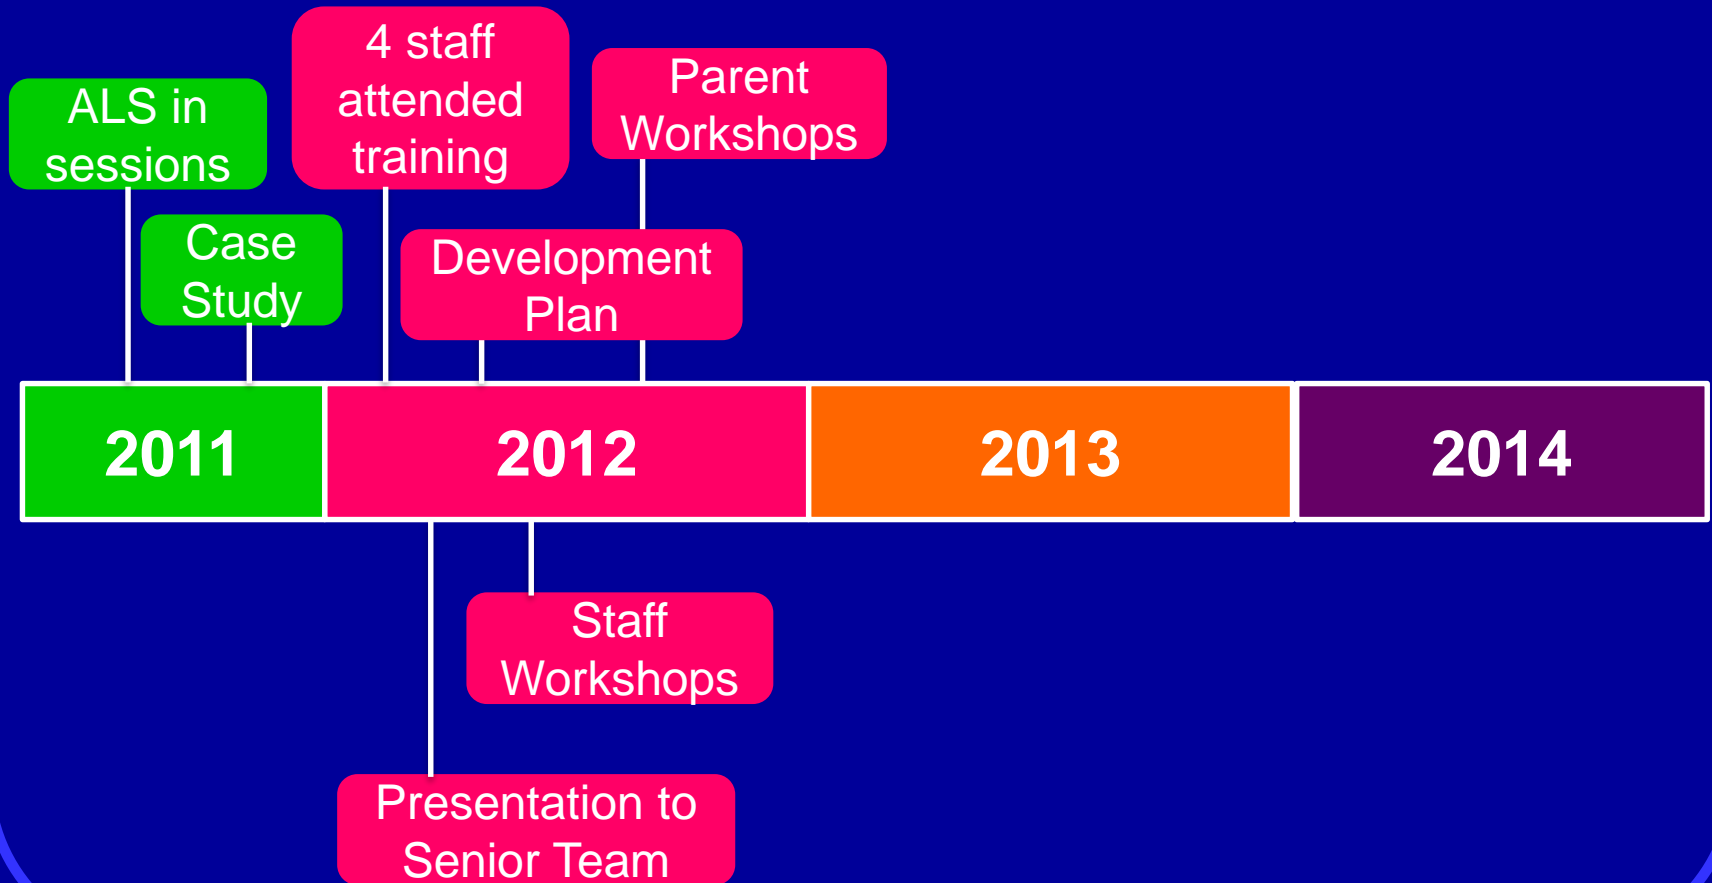 4 staff
attended
training
Parent
Workshops
ALS in
sessions
Case
Study
Development
Plan
2011
2012
2013
2014
Staff
Workshops
Presentation to
Senior Team